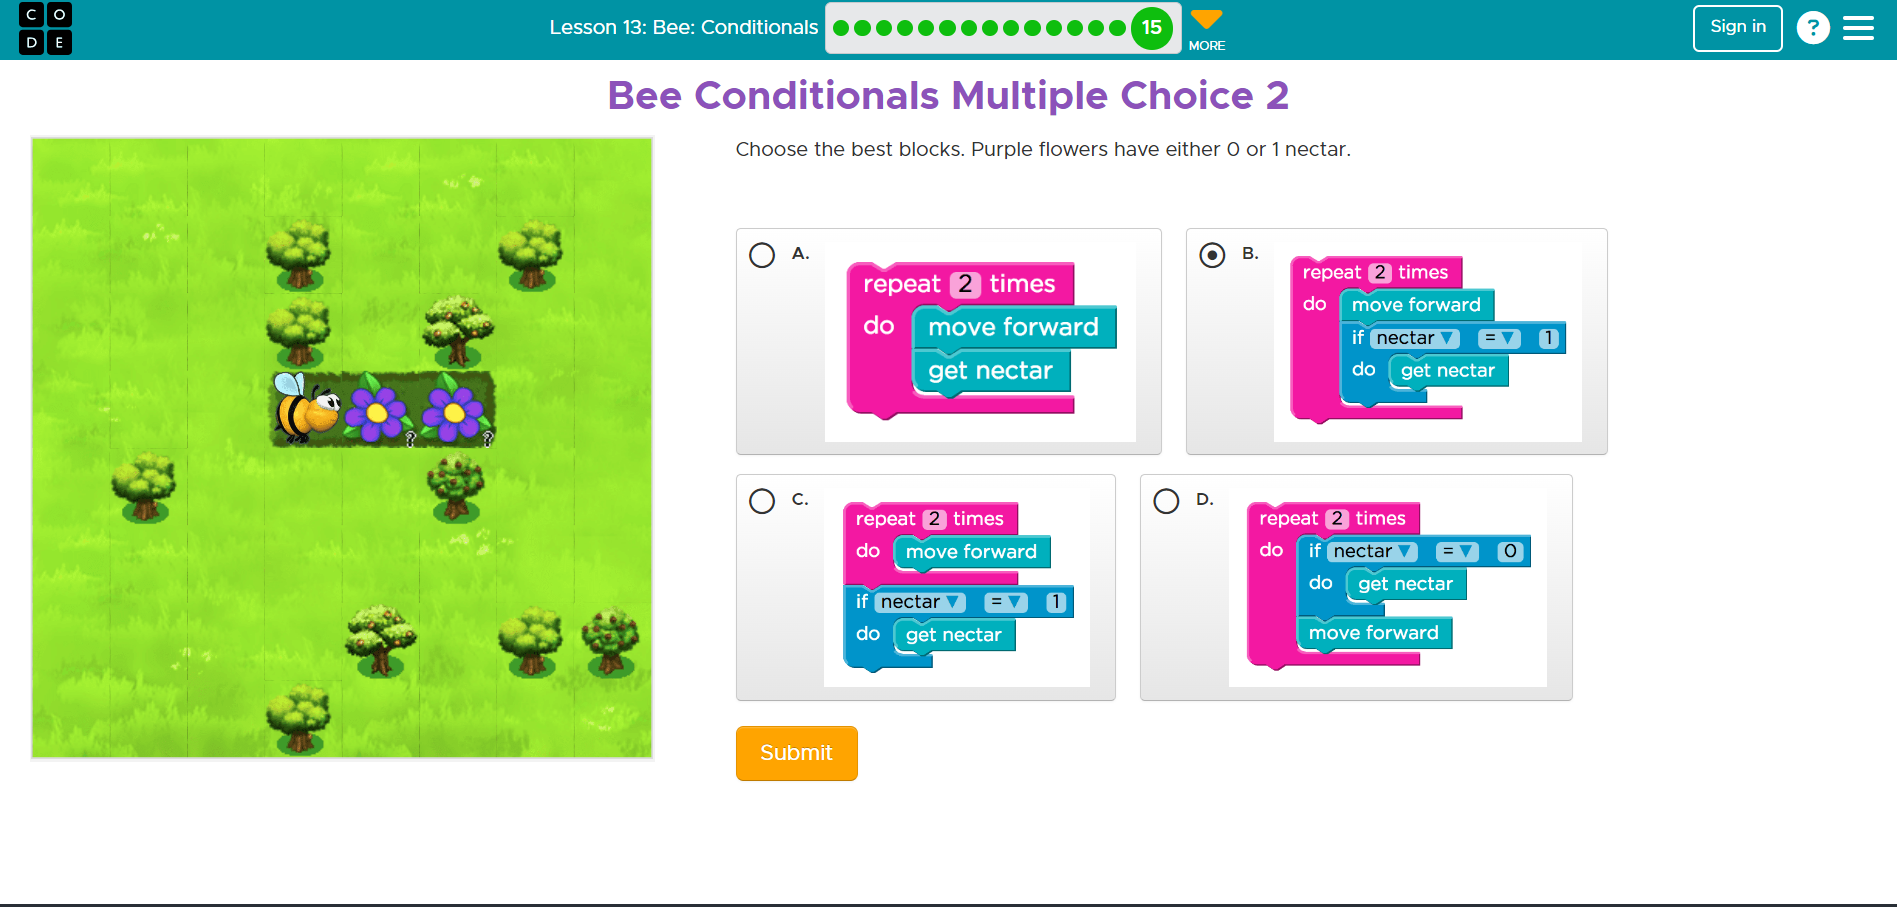 C O
D E
Lesson 13: Bee: Conditionals
15
MORE
Sign in
?
Bee Conditionals Multiple Choice 2
Choose the best blocks. Purple flowers have either 0 or 1 nectar.
A.
repeat 2 times
do move forward
get nectar
B.
repeat 2 times
do move forward
if nectar = 1
do get nectar
? ?
C.
repeat 2 times
do move forward
if nectar = 1
do get nectar
D.
repeat 2 times
do if nectar = 0
do get nectar
move forward
Submit